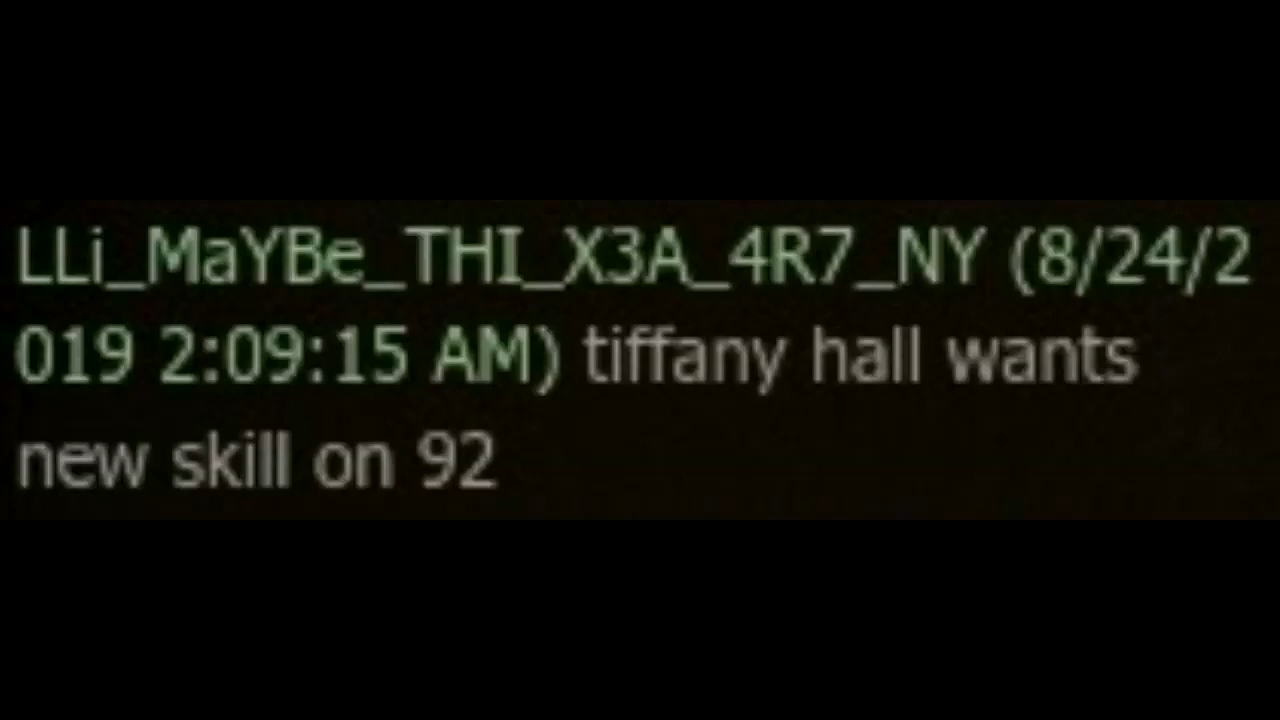 LLi_MaYBe_THI_X3A_4R7_NY (8/24/2
019 2:09:15 AM) tiffany hall wants
new skill on 92